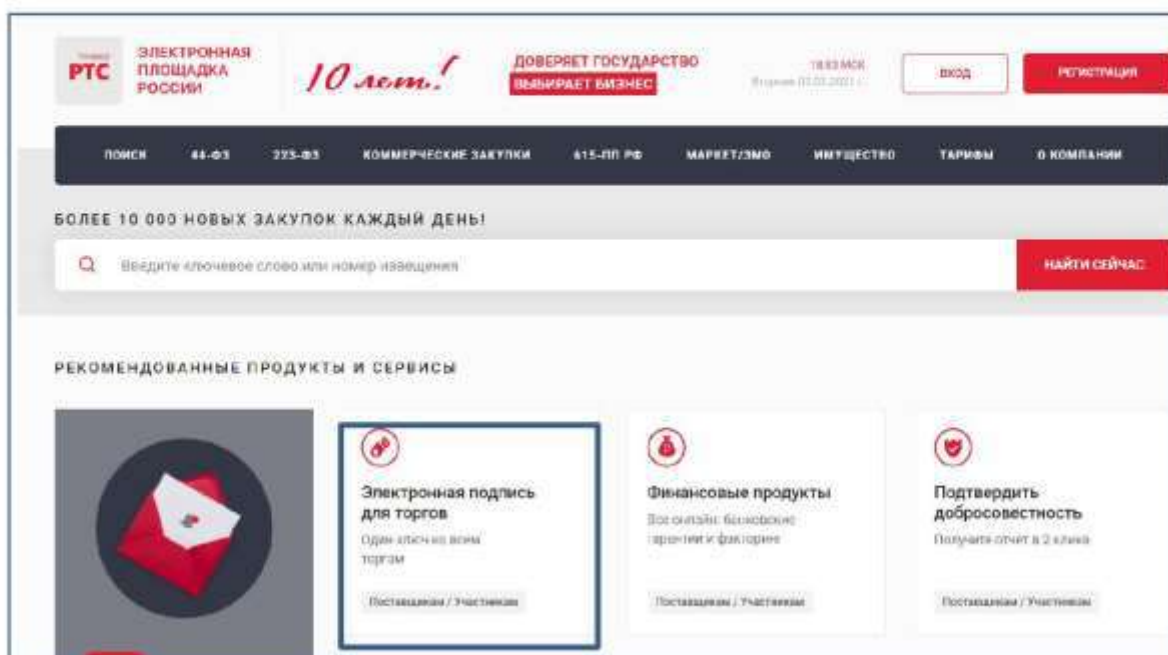 РТС
ЭЛЕКТРОННАЯ
ПЛОЩАДКА
РОССИИ
10 лет!
ДОВЕРЯЕТ ГОСУДАРСТВО
ВЫБИРАЕТ БИЗНЕС
МСК
Вторник
ВХОД
РЕГИСТРАЦИЯ
ПОИСК 44-ФЗ 223-ФЗ КОММЕРЧЕСКИЕ ЗАКУПКИ 615-ПП РФ МАРКЕТ/ЗМО ИМУЩЕСТВО ТАРИФЫ О КОМПАНИИ
БОЛЕЕ 10 000 НОВЫХ ЗАКУПОК КАЖДЫЙ ДЕНЬ!
Введите ключевое слово или номер извещения
НАЙТИ СЕЙЧАС
РЕКОМЕНДОВАННЫЕ ПРОДУКТЫ И СЕРВИСЫ
Электронная подпись
для торгов
Один ключ ко всем
торгам
Поставщикам / Участникам
Финансовые продукты
Все онлайн: банковские
гарантии и факторинг
Поставщикам / Участникам
Подтвердить
добросовестность
Получите отчет в 2 клика
Поставщикам / Участникам